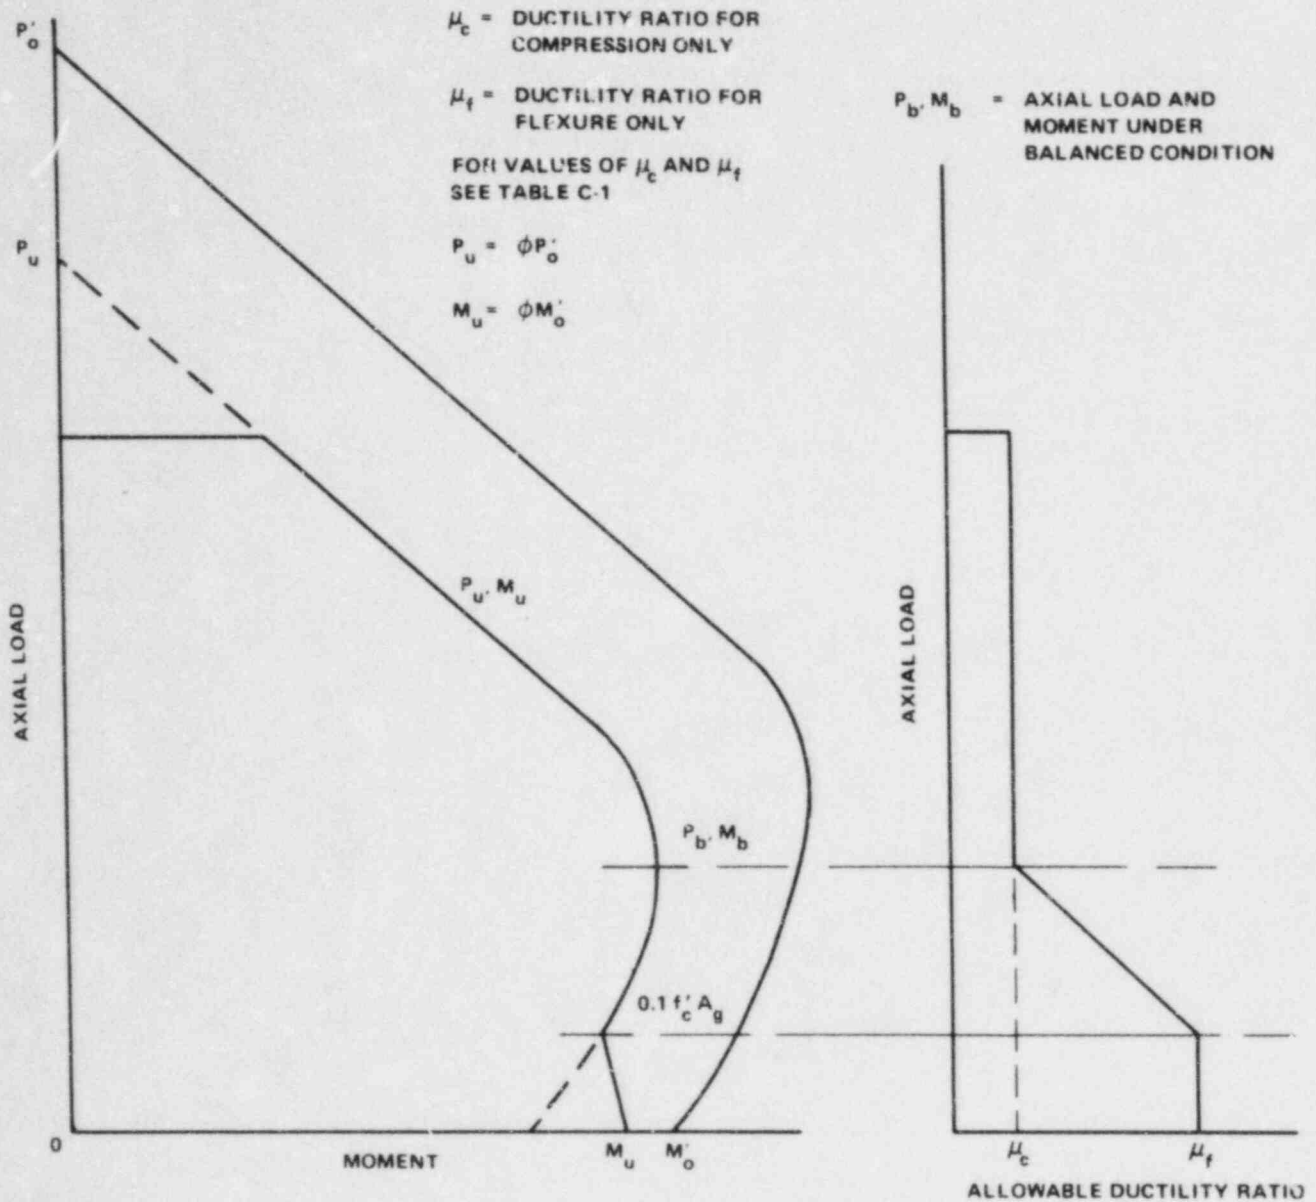 μc = DUCTILITY RATIO FOR
COMPRESSION ONLY
μf = DUCTILITY RATIO FOR
FLEXURE ONLY
FOR VALUES OF μc AND μf
SEE TABLE C-1
Pu = ϕP'o
Mu = ϕM'o
Pb, Mb = AXIAL LOAD AND
MOMENT UNDER
BALANCED CONDITION
P'o
Pu
AXIAL LOAD
Pu, Mu
Pb, Mb
0.1 f'c Ag
0
MOMENT
Mu
M'o
AXIAL LOAD
μc
μf
ALLOWABLE DUCTILITY RATIO